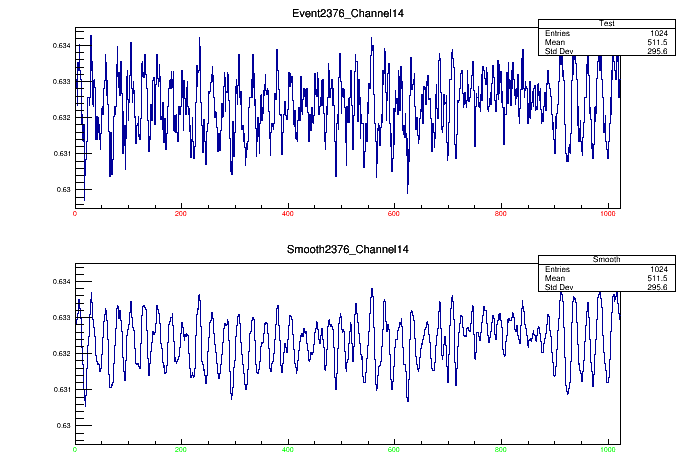 Event2376_Channel14
Test
Entries 1024
Mean 511.5
Std Dev 295.6
0.634
0.633
0.632
0.631
0.63
0 200 400 600 800 1000
Smooth2376_Channel14
Smooth
Entries 1024
Mean 511.5
Std Dev 295.6
0.634
0.633
0.632
0.631
0.63
0 200 400 600 800 1000